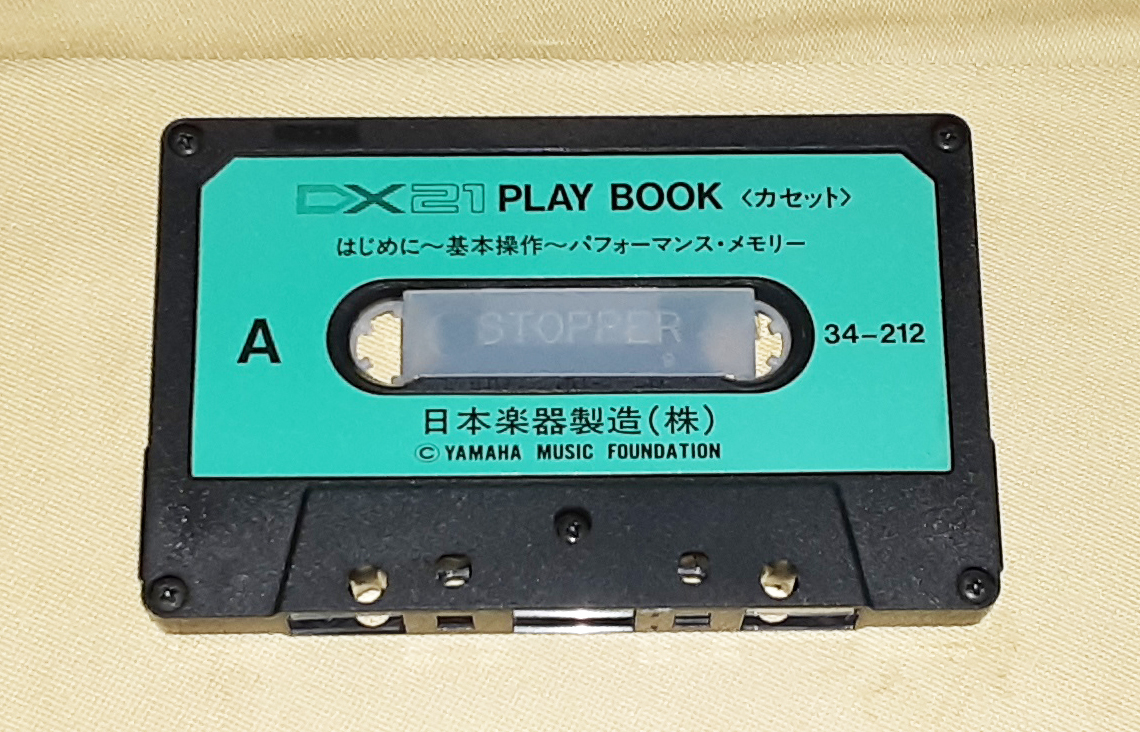 DX21 PLAY BOOK 〈カセット〉
はじめに〜基本操作〜パフォーマンス・メモリー
A
STOPPER
34-212
日本楽器製造(株)
©YAMAHA MUSIC FOUNDATION